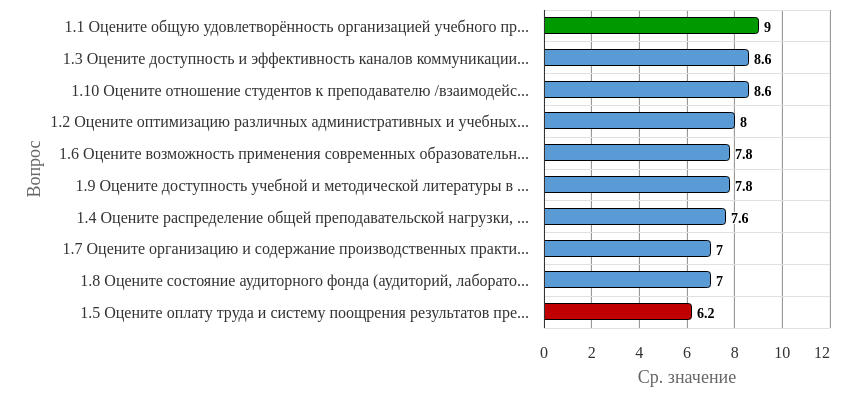 1.1 Оцените общую удовлетворённость организацией учебного пр... 9
1.3 Оцените доступность и эффективность каналов коммуникации... 8.6
1.10 Оцените отношение студентов к преподавателю /взаимодейс... 8.6
1.2 Оцените оптимизацию различных административных и учебных... 8
1.6 Оцените возможность применения современных образовательн... 7.8
1.9 Оцените доступность учебной и методической литературы в ... 7.8
1.4 Оцените распределение общей преподавательской нагрузки, ... 7.6
1.7 Оцените организацию и содержание производственных практи... 7
1.8 Оцените состояние аудиторного фонда (аудиторий, лаборато... 7
1.5 Оцените оплату труда и систему поощрения результатов пре... 6.2
Вопрос
0 2 4 6 8 10 12
Ср. значение